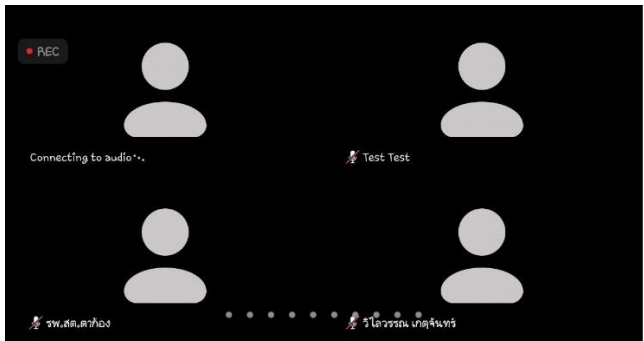 REC
Connecting to audio
Test Test
รพ.สต.ตาก้อง
วิไลวรรณ เกตุจันทร์